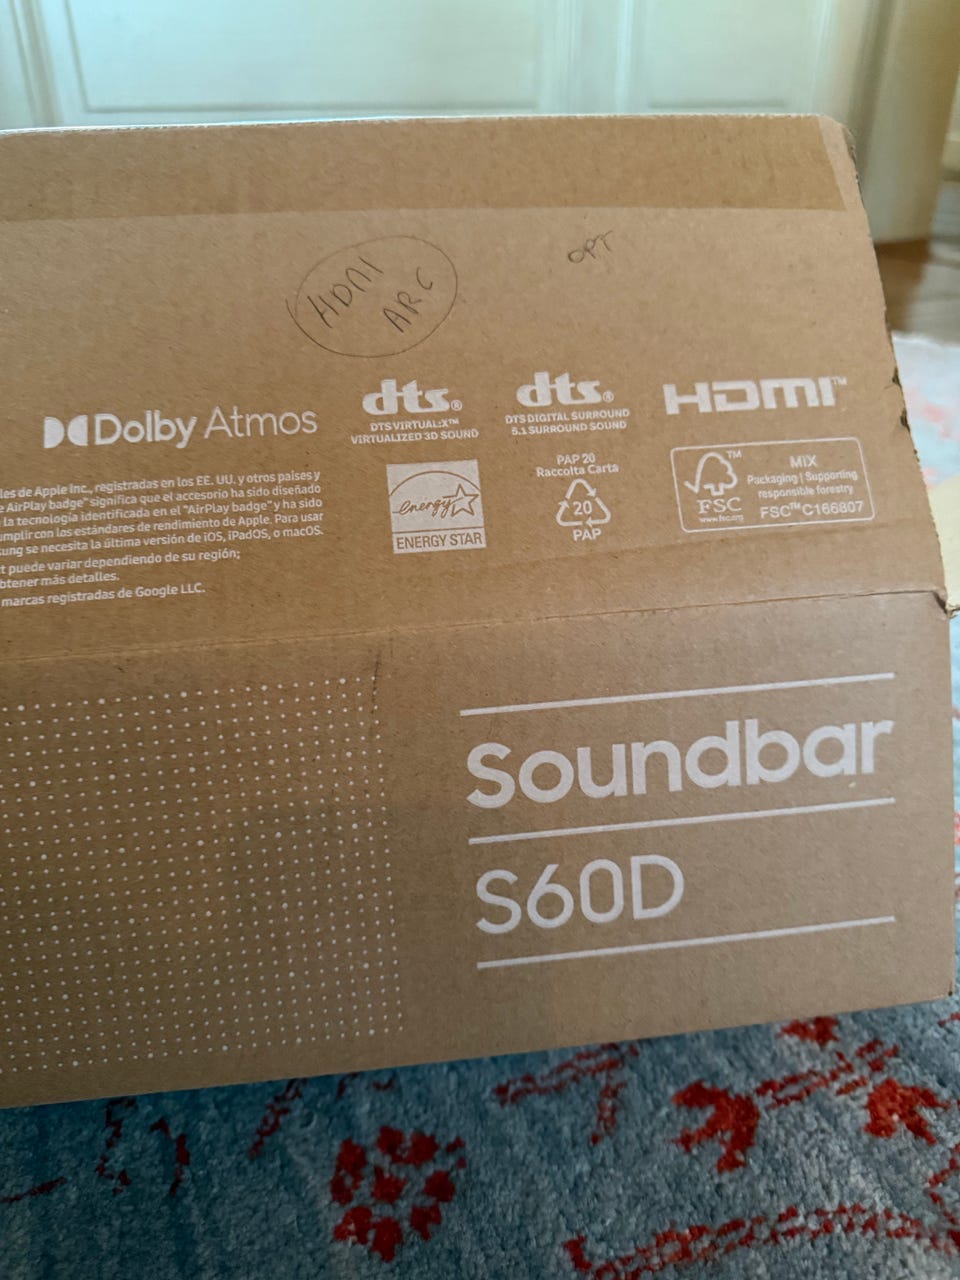 HDMI
ARC
OPT
Dolby Atmos
dts®
DTS VIRTUAL:X™
VIRTUALIZED 3D SOUND
dts®
DTS DIGITAL SURROUND
5.1 SURROUND SOUND
HDMI™
les de Apple Inc., registradas en los EE. UU. y otros países y
e AirPlay badge" significa que el accesorio ha sido diseñado
la tecnología identificada en el "AirPlay badge" y ha sido
umplir con los estándares de rendimiento de Apple. Para usar
sung se necesita la última versión de iOS, iPadOS, o macOS.
t puede variar dependiendo de su región;
btener más detalles.
marcas registradas de Google LLC.
energy
ENERGY STAR
PAP 20
Raccolta Carta
20
PAP
™
FSC
www.fsc.org
MIX
Packaging | Supporting
responsible forestry
FSC™ C166807
Soundbar
S60D